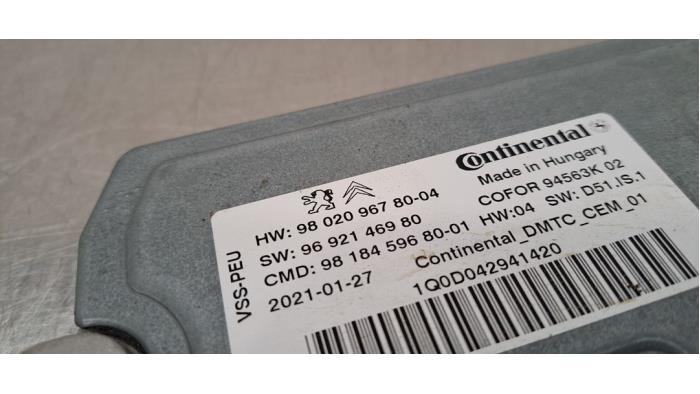 Continental
Made in Hungary
COFOR 94563K 02
HW:04 SW: D51.IS.1
Continental_DMTC_CEM_01
1Q0D042941420
VSS-PEU
HW: 98 020 967 80-04
SW: 96 921 469 80
CMD: 98 184 596 80-01
2021-01-27